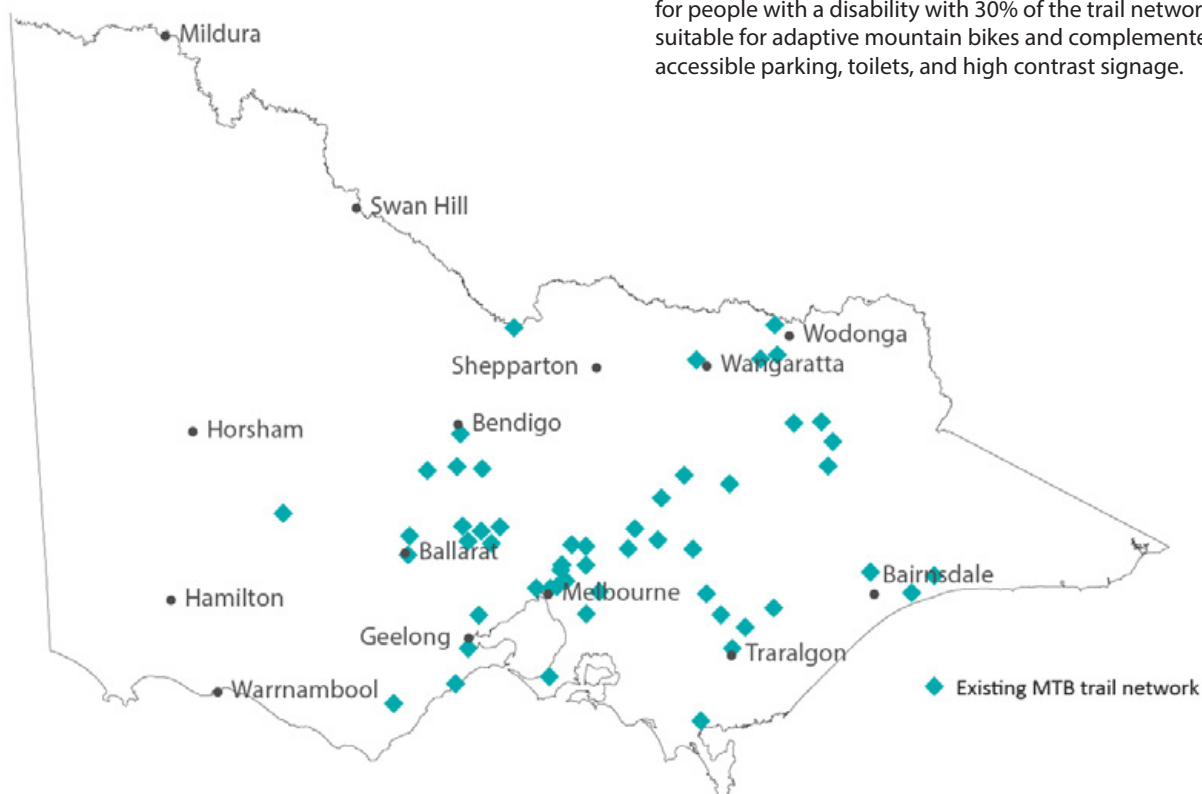 for people with a disability with 30% of the trail networ
suitable for adaptive mountain bikes and complemente
accessible parking, toilets, and high contrast signage.
Mildura
Swan Hill
Wodonga
Shepparton
Wangaratta
Bendigo
Horsham
Ballarat
Bairnsdale
Melbourne
Hamilton
Geelong
Traralgon
Warrnambool
Existing MTB trail network